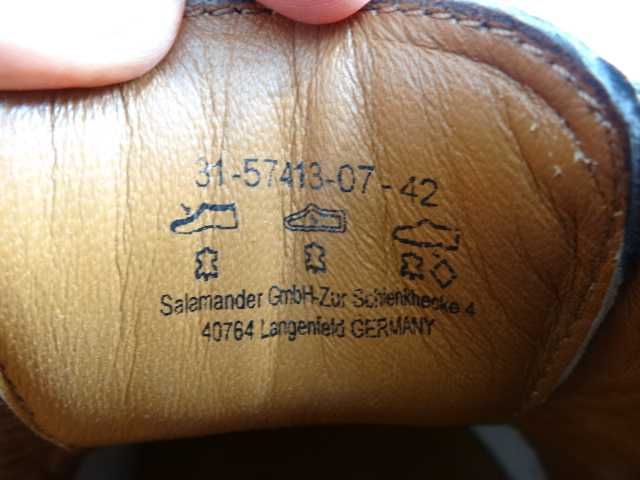 31-57413-07-42
Salamander GmbH-Zur Schlenkhecke 4
40764 Langenfeld GERMANY